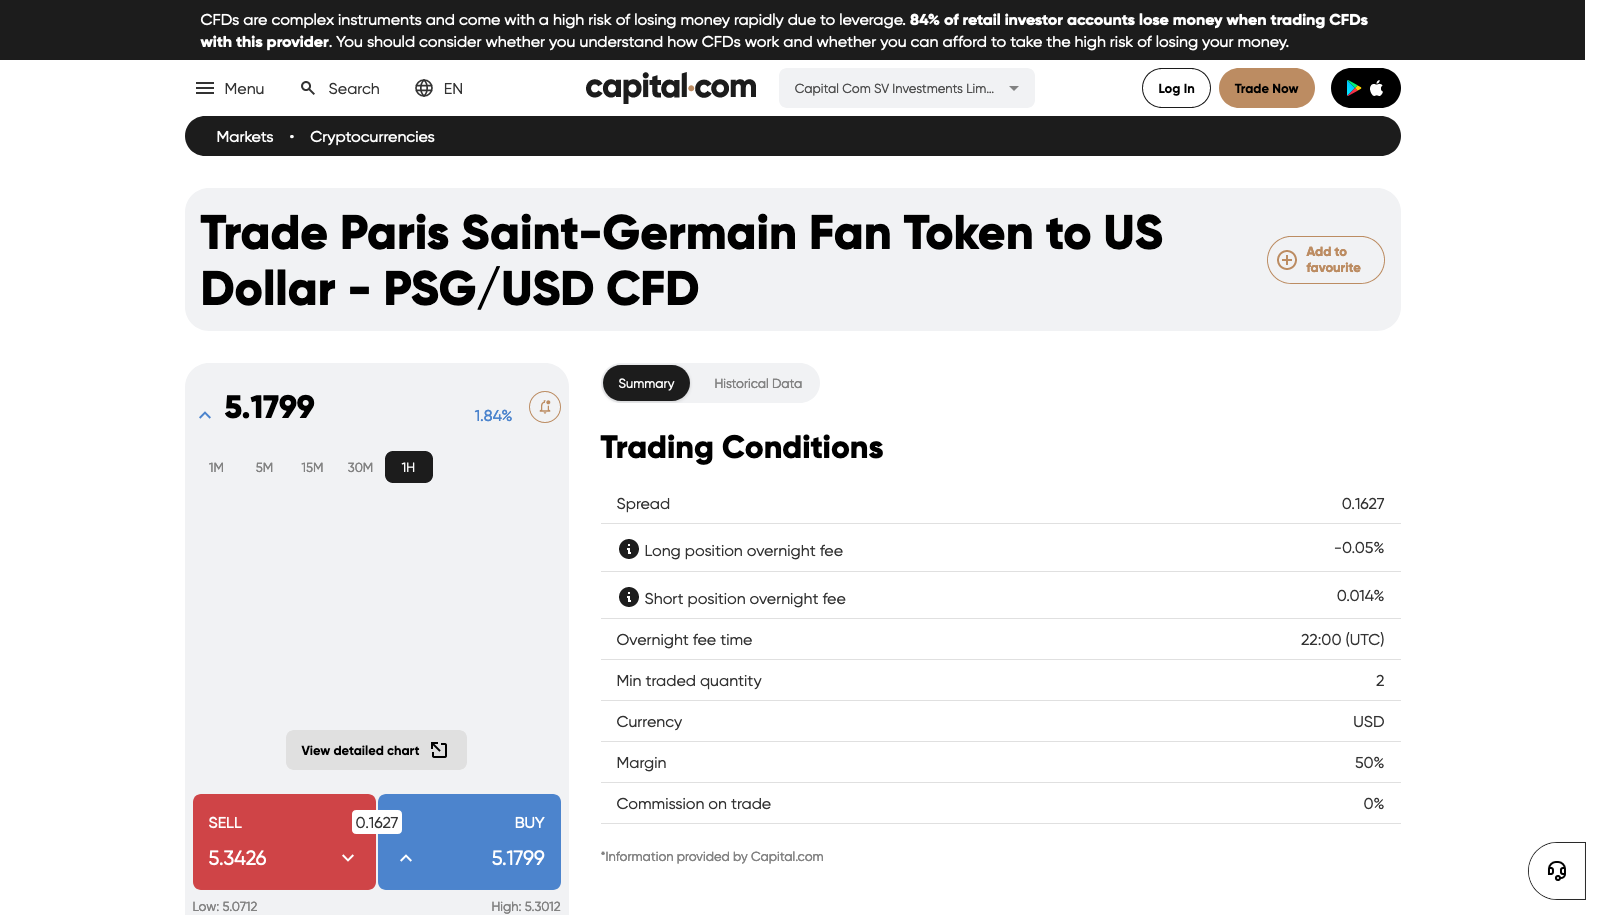 CFDs are complex instruments and come with a high risk of losing money rapidly due to leverage. 84% of retail investor accounts lose money when trading CFDs
with this provider. You should consider whether you understand how CFDs work and whether you can afford to take the high risk of losing your money.
Menu Search EN capital.com Capital Com SV Investments Lim... Log In Trade Now
Markets • Cryptocurrencies
Trade Paris Saint-Germain Fan Token to US
Dollar - PSG/USD CFD
Add to
favourite
5.1799 1.84%
1M 5M 15M 30M 1H
View detailed chart
SELL 0.1627 BUY
5.3426 5.1799
Low: 5.0712 High: 5.3012
Summary Historical Data
Trading Conditions
Spread 0.1627
Long position overnight fee -0.05%
Short position overnight fee 0.014%
Overnight fee time 22:00 (UTC)
Min traded quantity 2
Currency USD
Margin 50%
Commission on trade 0%
*Information provided by Capital.com